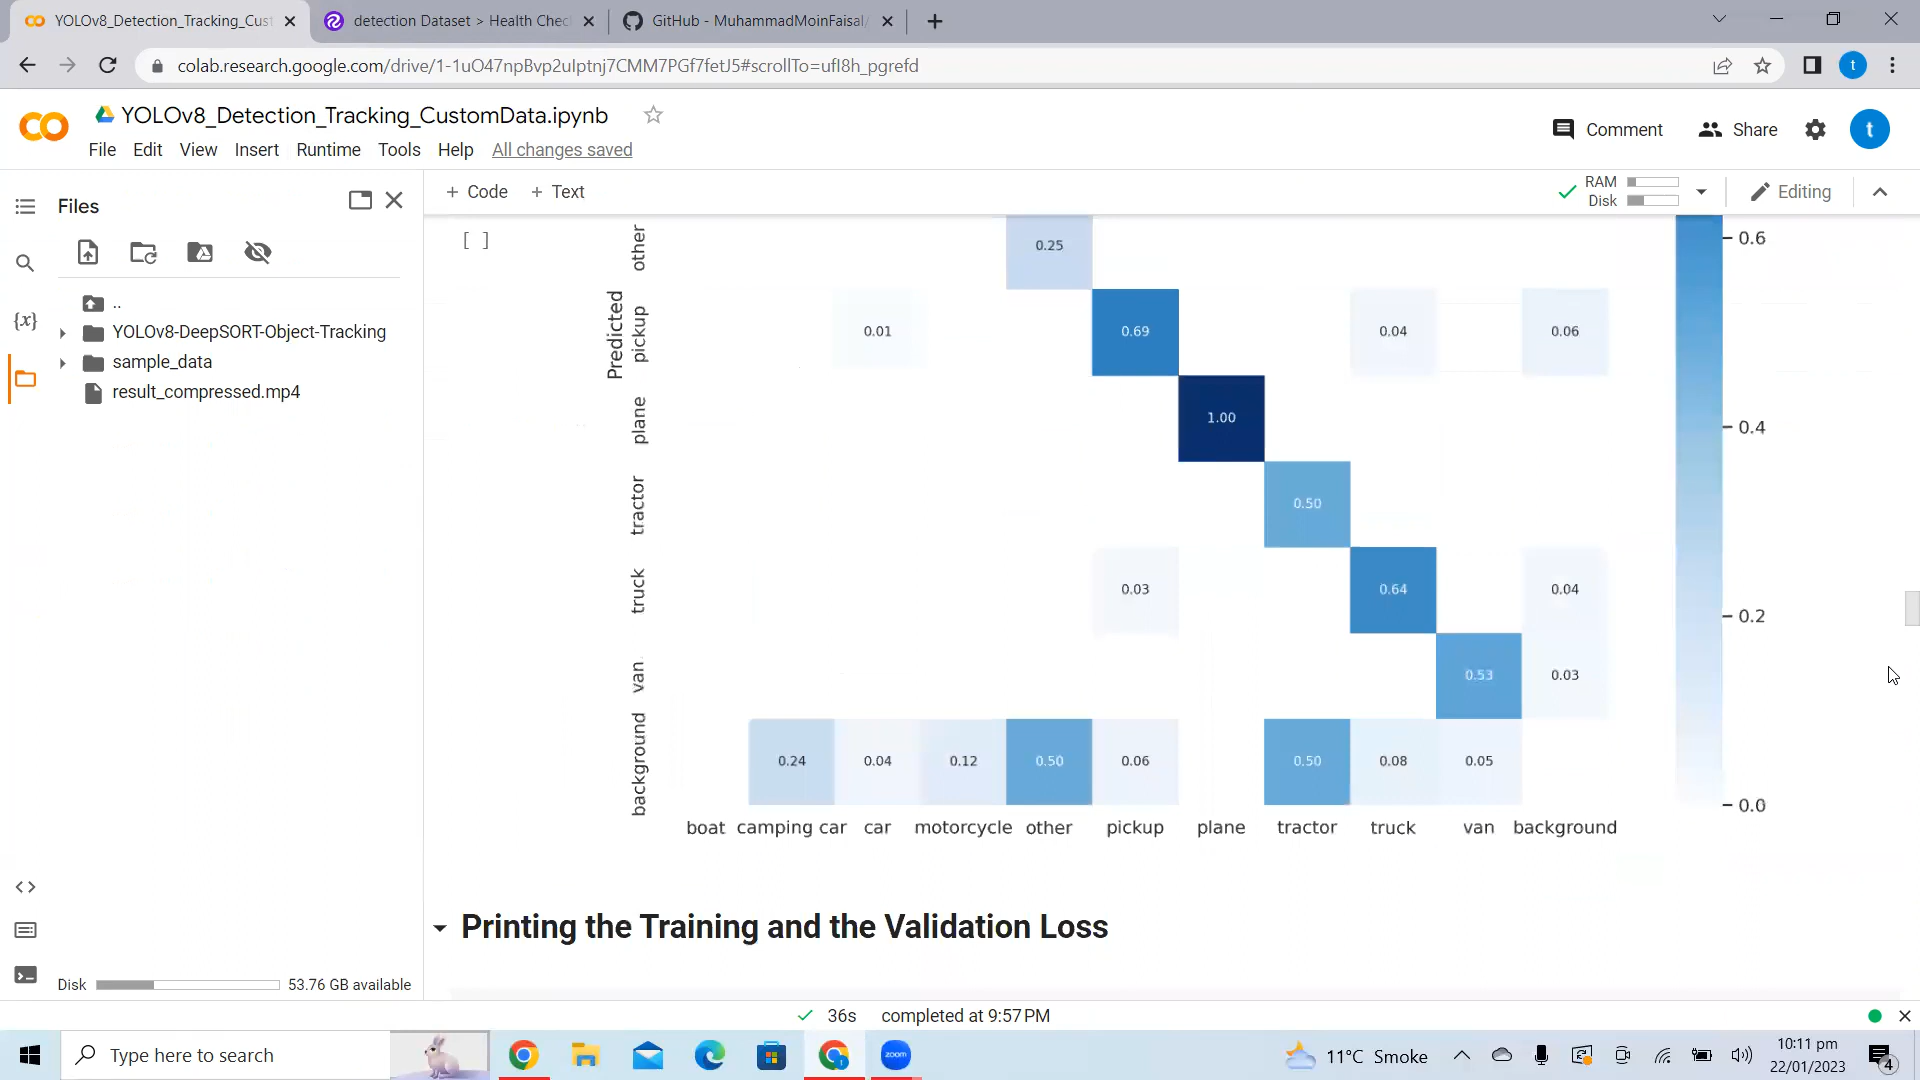 YOLOv8_Detection_Tracking_Cust
detection Dataset > Health Chec
GitHub - MuhammadMoinFaisal/
colab.research.google.com/drive/1-1uO47npBvp2uIptnj7CMM7PGf7fetJ5#scrollTo=ufI8h_pgrefd
t
CO
YOLOv8_Detection_Tracking_CustomData.ipynb
File Edit View Insert Runtime Tools Help All changes saved
Comment Share t
Files
+ Code + Text
RAM
Disk
Editing
..
YOLOv8-DeepSORT-Object-Tracking
sample_data
result_compressed.mp4
{x}
[ ]
Predicted
other 0.25
pickup 0.01 0.69 0.04 0.06
plane 1.00
tractor 0.50
truck 0.03 0.64 0.04
van 0.53 0.03
background 0.24 0.04 0.12 0.50 0.06 0.50 0.08 0.05
boat camping car car motorcycle other pickup plane tractor truck van background
0.6
0.4
0.2
0.0
Printing the Training and the Validation Loss
Disk 53.76 GB available
36s completed at 9:57 PM
Type here to search
zoom
11°C Smoke
10:11 pm
22/01/2023
4